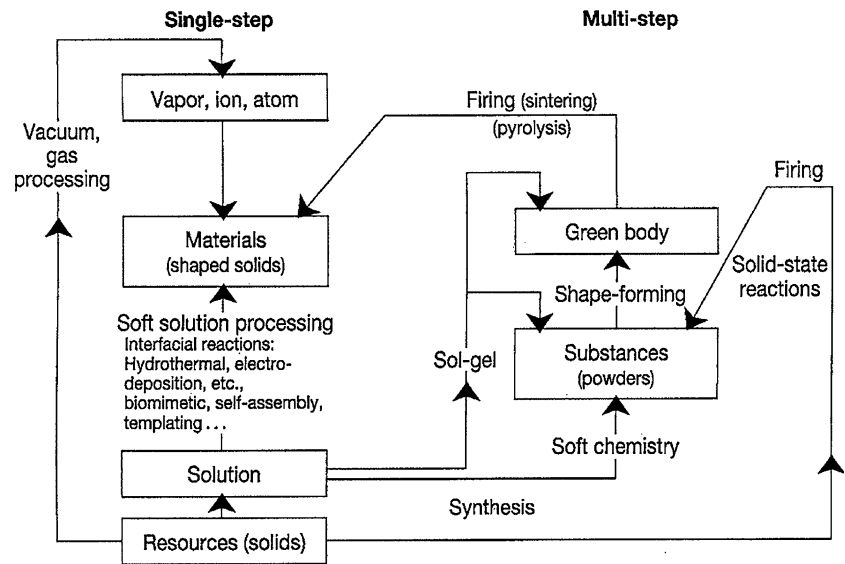 Single-step
Multi-step
Vapor, ion, atom
Firing (sintering)
(pyrolysis)
Vacuum,
gas
processing
Firing
Materials
(shaped solids)
Green body
Solid-state
reactions
Shape-forming
Soft solution processing
Interfacial reactions:
Hydrothermal, electro-
deposition, etc.,
biomimetic, self-assembly,
templating ...
Sol-gel
Substances
(powders)
Soft chemistry
Solution
Synthesis
Resources (solids)